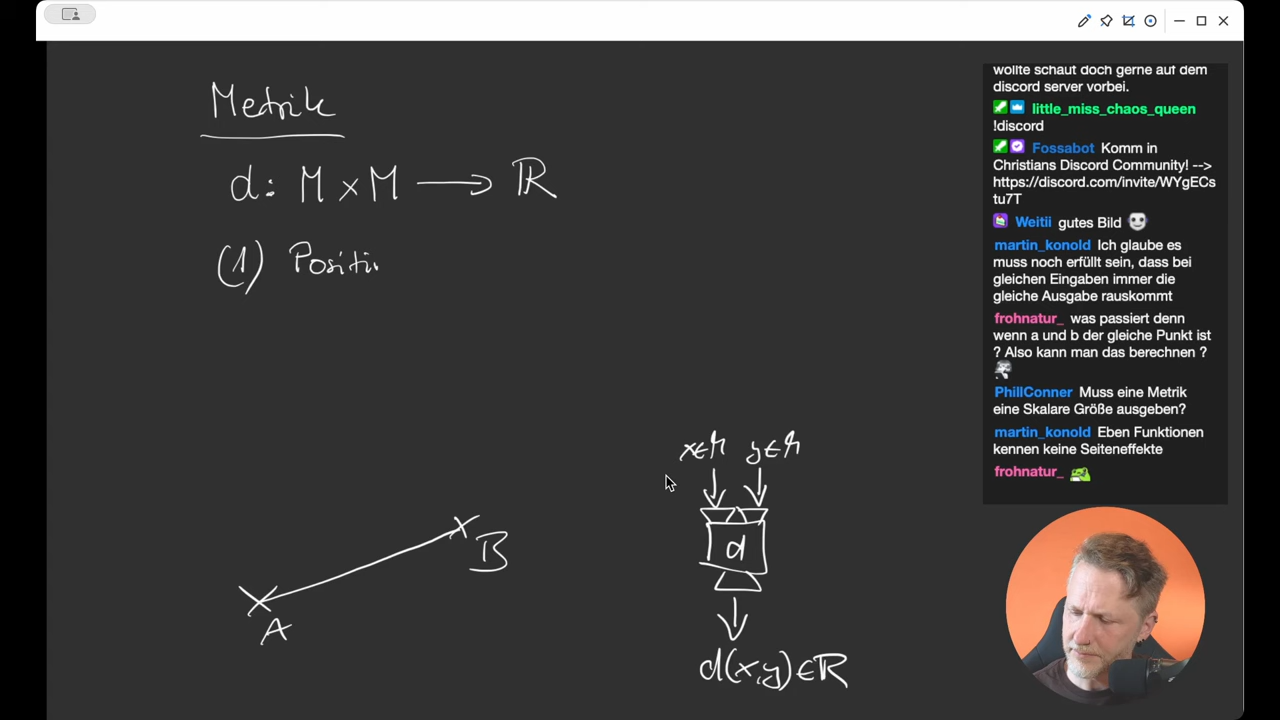 Metrik
d: M × M → ℝ
(1) Positiv
x∈M y∈M
d
d(x,y)∈ℝ
A
B
wollte schaut doch gerne auf dem
discord server vorbei.
little_miss_chaos_queen
!discord
Fossabot Komm in
Christians Discord Community! -->
https://discord.com/invite/WYgECs
tu7T
Weitii gutes Bild
martin_konold Ich glaube es
muss noch erfüllt sein, dass bei
gleichen Eingaben immer die
gleiche Ausgabe rauskommt
frohnatur_ was passiert denn
wenn a und b der gleiche Punkt ist
? Also kann man das berechnen ?
PhillConner Muss eine Metrik
eine Skalare Größe ausgeben?
martin_konold Eben Funktionen
kennen keine Seiteneffekte
frohnatur_